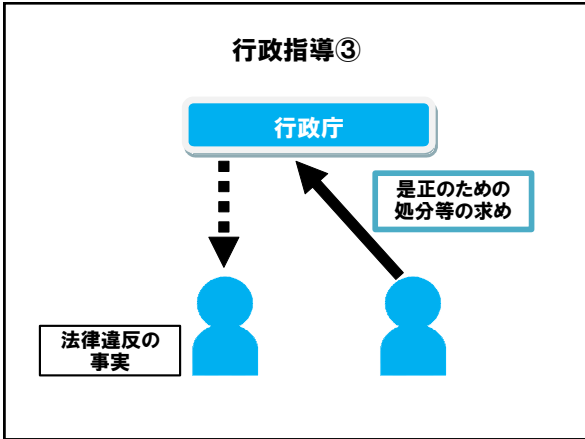 行政指導③
行政庁
是正のための
処分等の求め
法律違反の
事実